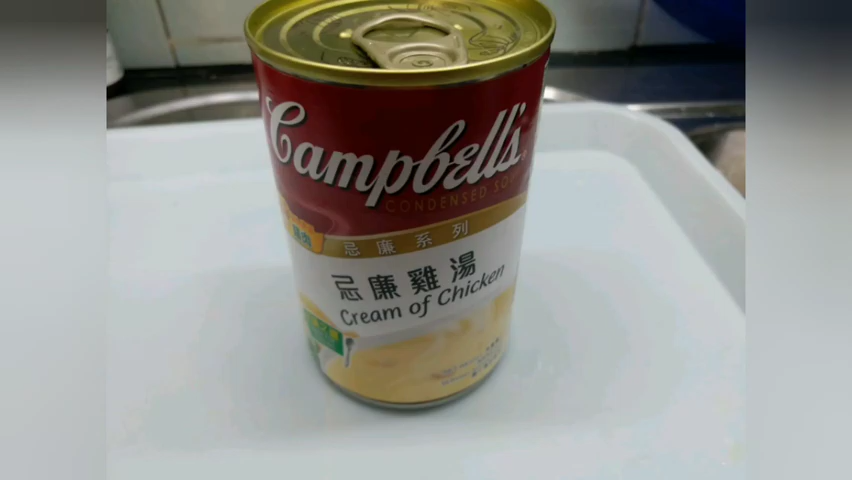 Campbell's
CONDENSED SOUP
忌廉系列
忌廉雞湯
Cream of Chicken